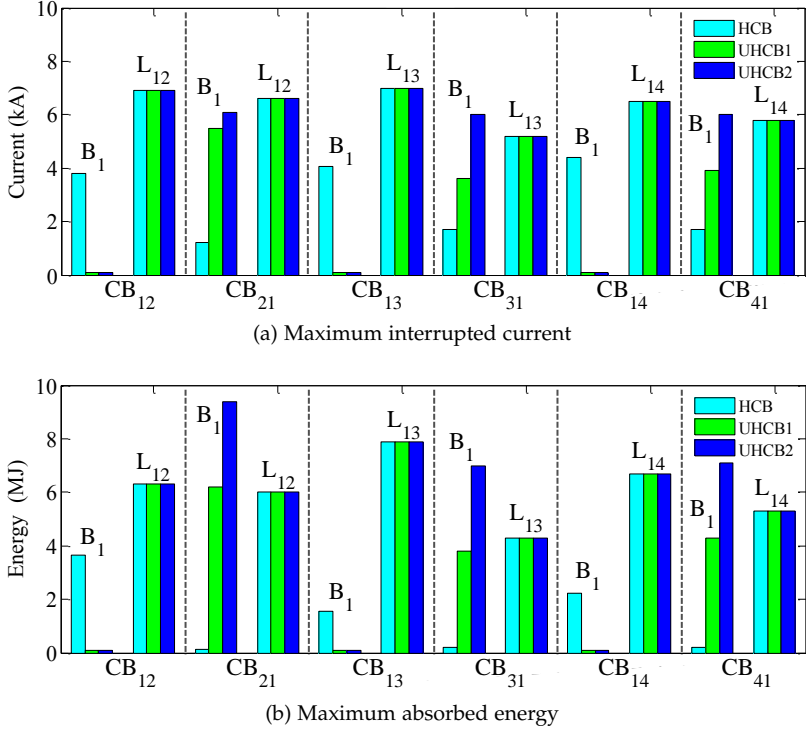 10
8
6
4
2
0
Current (kA)
HCB
UHCB1
UHCB2
B1
L12
B1
L12
B1
L13
B1
L13
B1
L14
B1
L14
CB12
CB21
CB13
CB31
CB14
CB41
(a) Maximum interrupted current
10
8
6
4
2
0
Energy (MJ)
HCB
UHCB1
UHCB2
B1
L12
B1
L12
B1
L13
B1
L13
B1
L14
B1
L14
CB12
CB21
CB13
CB31
CB14
CB41
(b) Maximum absorbed energy